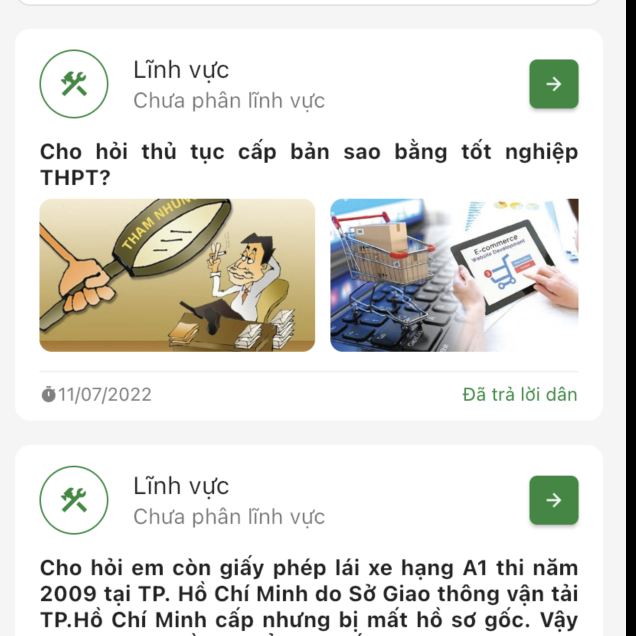 Lĩnh vực
Chưa phân lĩnh vực
Cho hỏi thủ tục cấp bản sao bằng tốt nghiệp
THPT?
THAM NHŨN
E-commerce
Website Development
11/07/2022
Đã trả lời dân
Lĩnh vực
Chưa phân lĩnh vực
Cho hỏi em còn giấy phép lái xe hạng A1 thi năm
2009 tại TP. Hồ Chí Minh do Sở Giao thông vận tải
TP.Hồ Chí Minh cấp nhưng bị mất hồ sơ gốc. Vậy